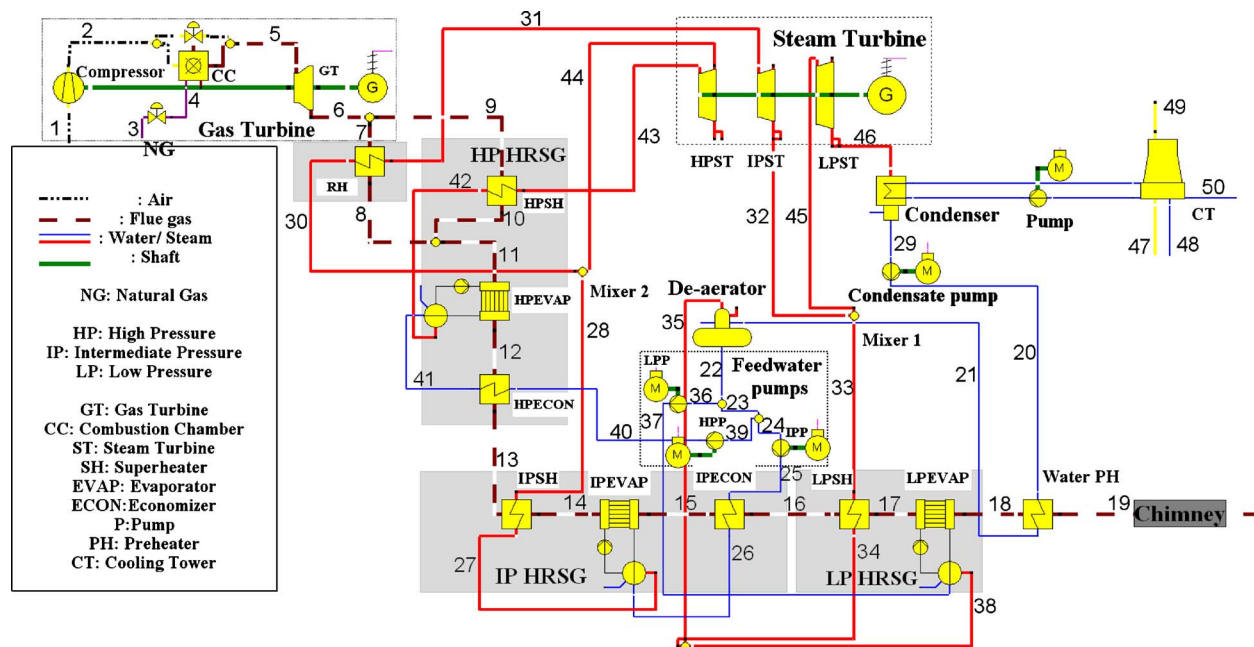 31
2
5
Compressor
CC
GT
G
4
6
1
3
NG
Gas Turbine
7
9
44
Steam Turbine
G
43
HPST
IPST
LPST
46
49
M
50
Condenser
Pump
CT
29
47
48
M
Condensate pump
RH
HP HRSG
42
HPSH
10
30
8
11
HPEVAP
Mixer 2
28
12
41
HPECON
32
45
De-aerator
35
Mixer 1
22
Feedwater
pumps
LPP
M
36
23
37
HPP
24
IPP
M
40
M
39
25
33
21
20
13
IPSH
IPEVAP
IPECON
LPSH
LPEVAP
Water PH
14
15
16
17
18
19
Chimney
27
26
34
IP HRSG
LP HRSG
38
: Air
: Flue gas
: Water/ Steam
: Shaft
NG: Natural Gas
HP: High Pressure
IP: Intermediate Pressure
LP: Low Pressure
GT: Gas Turbine
CC: Combustion Chamber
ST: Steam Turbine
SH: Superheater
EVAP: Evaporator
ECON:Economizer
P:Pump
PH: Preheater
CT: Cooling Tower